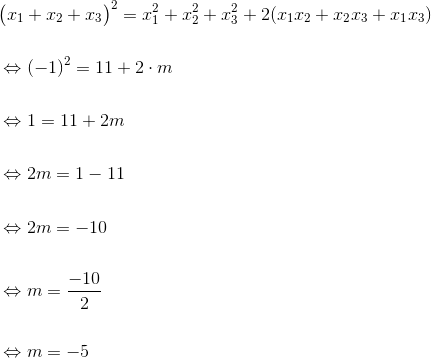 (x₁ + x₂ + x₃)² = x₁² + x₂² + x₃² + 2(x₁x₂ + x₂x₃ + x₁x₃)
⇔ (−1)² = 11 + 2 · m
⇔ 1 = 11 + 2m
⇔ 2m = 1 − 11
⇔ 2m = −10
⇔ m = −10/2
⇔ m = −5